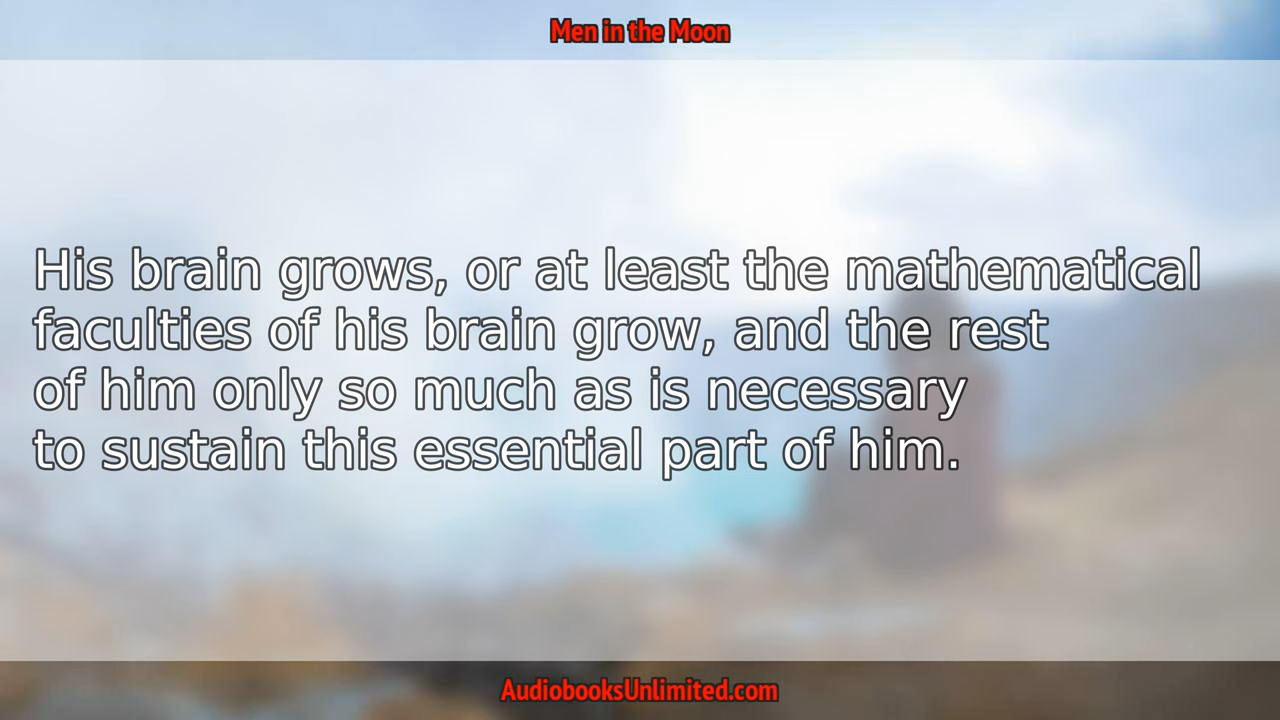 Men in the Moon
His brain grows, or at least the mathematical
faculties of his brain grow, and the rest
of him only so much as is necessary
to sustain this essential part of him.
AudiobooksUnlimited.com